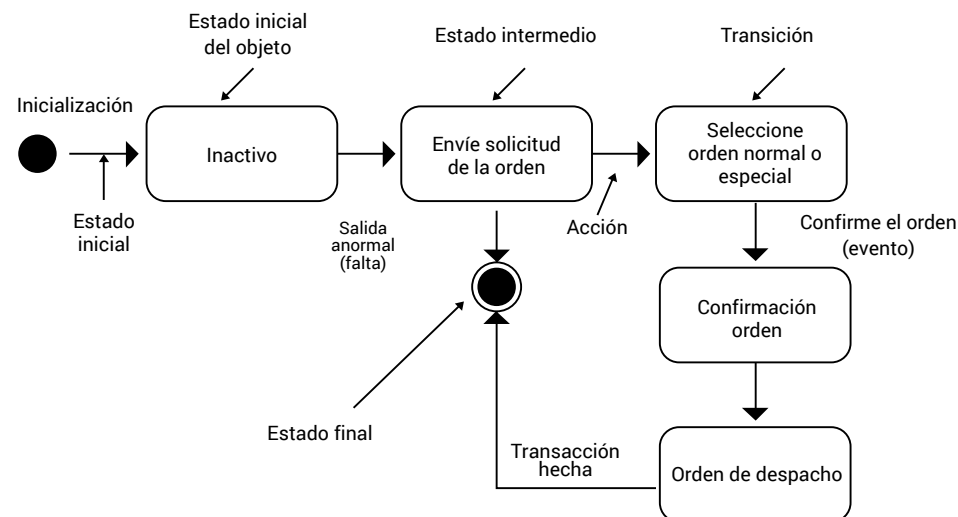 Estado inicial
del objeto
Estado intermedio
Transición
Inicialización
Inactivo
Envíe solicitud
de la orden
Seleccione
orden normal o
especial
Estado
inicial
Salida
anormal
(falta)
Acción
Confirme el orden
(evento)
Confirmación
orden
Estado final
Transacción
hecha
Orden de despacho